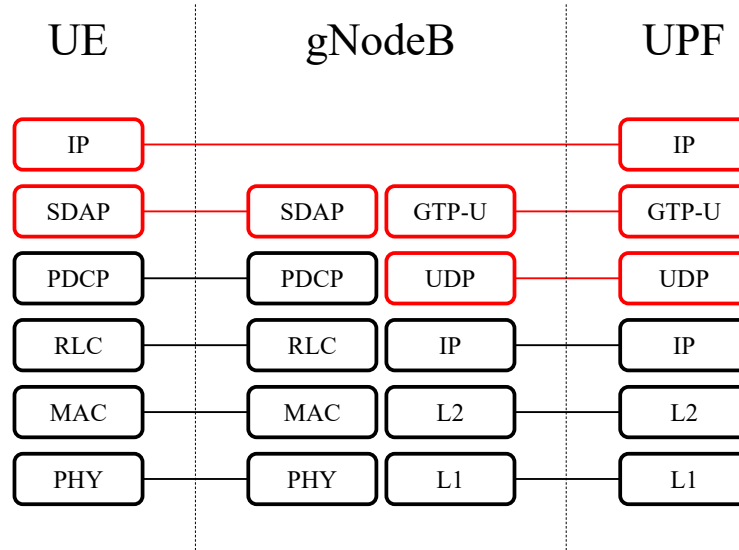 UE gNodeB UPF
IP IP
SDAP SDAP GTP-U GTP-U
PDCP PDCP UDP UDP
RLC RLC IP IP
MAC MAC L2 L2
PHY PHY L1 L1